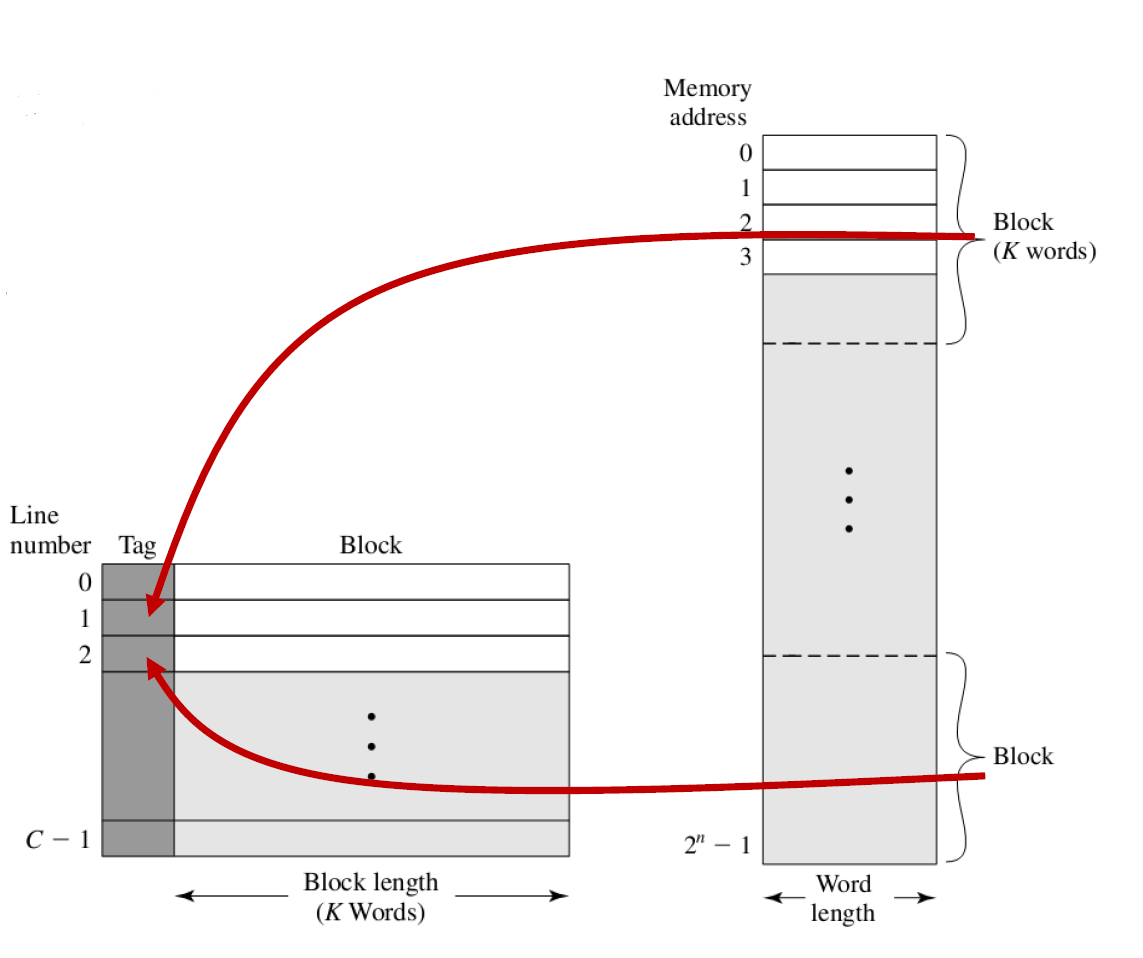 Memory
address
0
1
2
3
Block
(K words)
Line
number
Tag
Block
0
1
2
C − 1
Block length
(K Words)
Block
2ⁿ − 1
Word
length